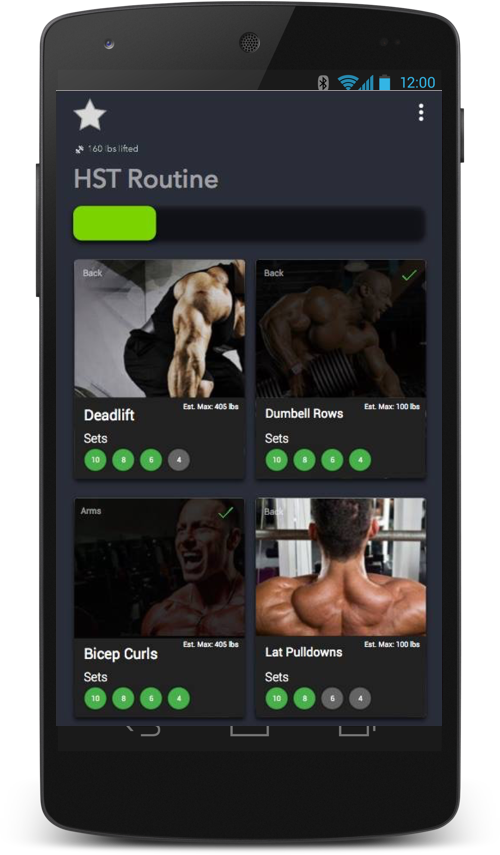 12:00
160 lbs lifted
HST Routine
Back
Deadlift
Est. Max: 405 lbs
Sets
10 8 6 4
Back
Dumbell Rows
Est. Max: 100 lbs
Sets
10 8 6 4
Arms
Bicep Curls
Est. Max: 405 lbs
Sets
10 8 6 4
Back
Lat Pulldowns
Est. Max: 100 lbs
Sets
10 8 6 4